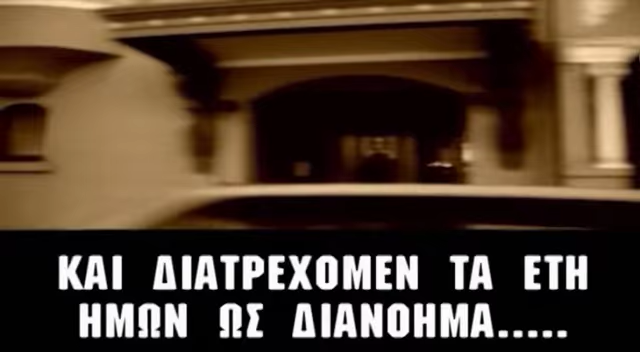 ΚΑΙ ΔΙΑΤΡΕΧΟΜΕΝ ΤΑ ΕΤΗ
ΗΜΩΝ ΩΣ ΔΙΑΝΟΗΜΑ.....